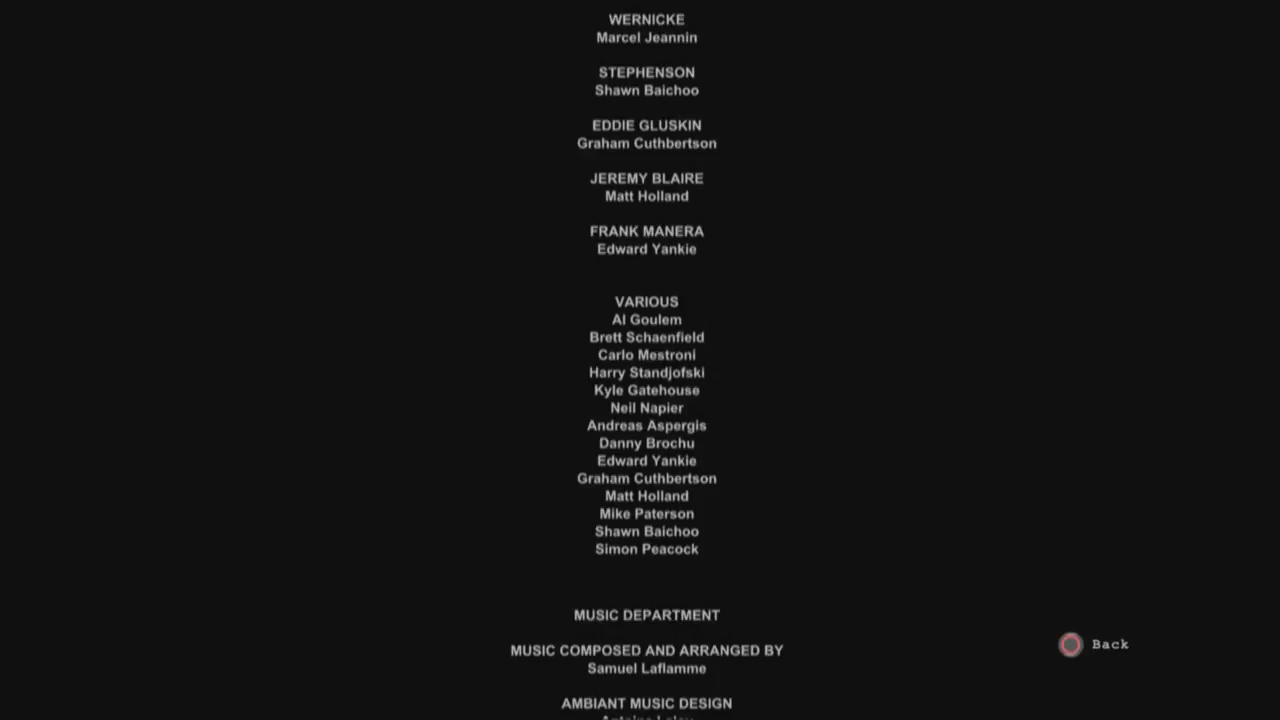 WERNICKE
Marcel Jeannin
STEPHENSON
Shawn Baichoo
EDDIE GLUSKIN
Graham Cuthbertson
JEREMY BLAIRE
Matt Holland
FRANK MANERA
Edward Yankie
VARIOUS
Al Goulem
Brett Schaenfield
Carlo Mestroni
Harry Standjofski
Kyle Gatehouse
Neil Napier
Andreas Aspergis
Danny Brochu
Edward Yankie
Graham Cuthbertson
Matt Holland
Mike Paterson
Shawn Baichoo
Simon Peacock
MUSIC DEPARTMENT
Back
MUSIC COMPOSED AND ARRANGED BY
Samuel Laflamme
AMBIANT MUSIC DESIGN